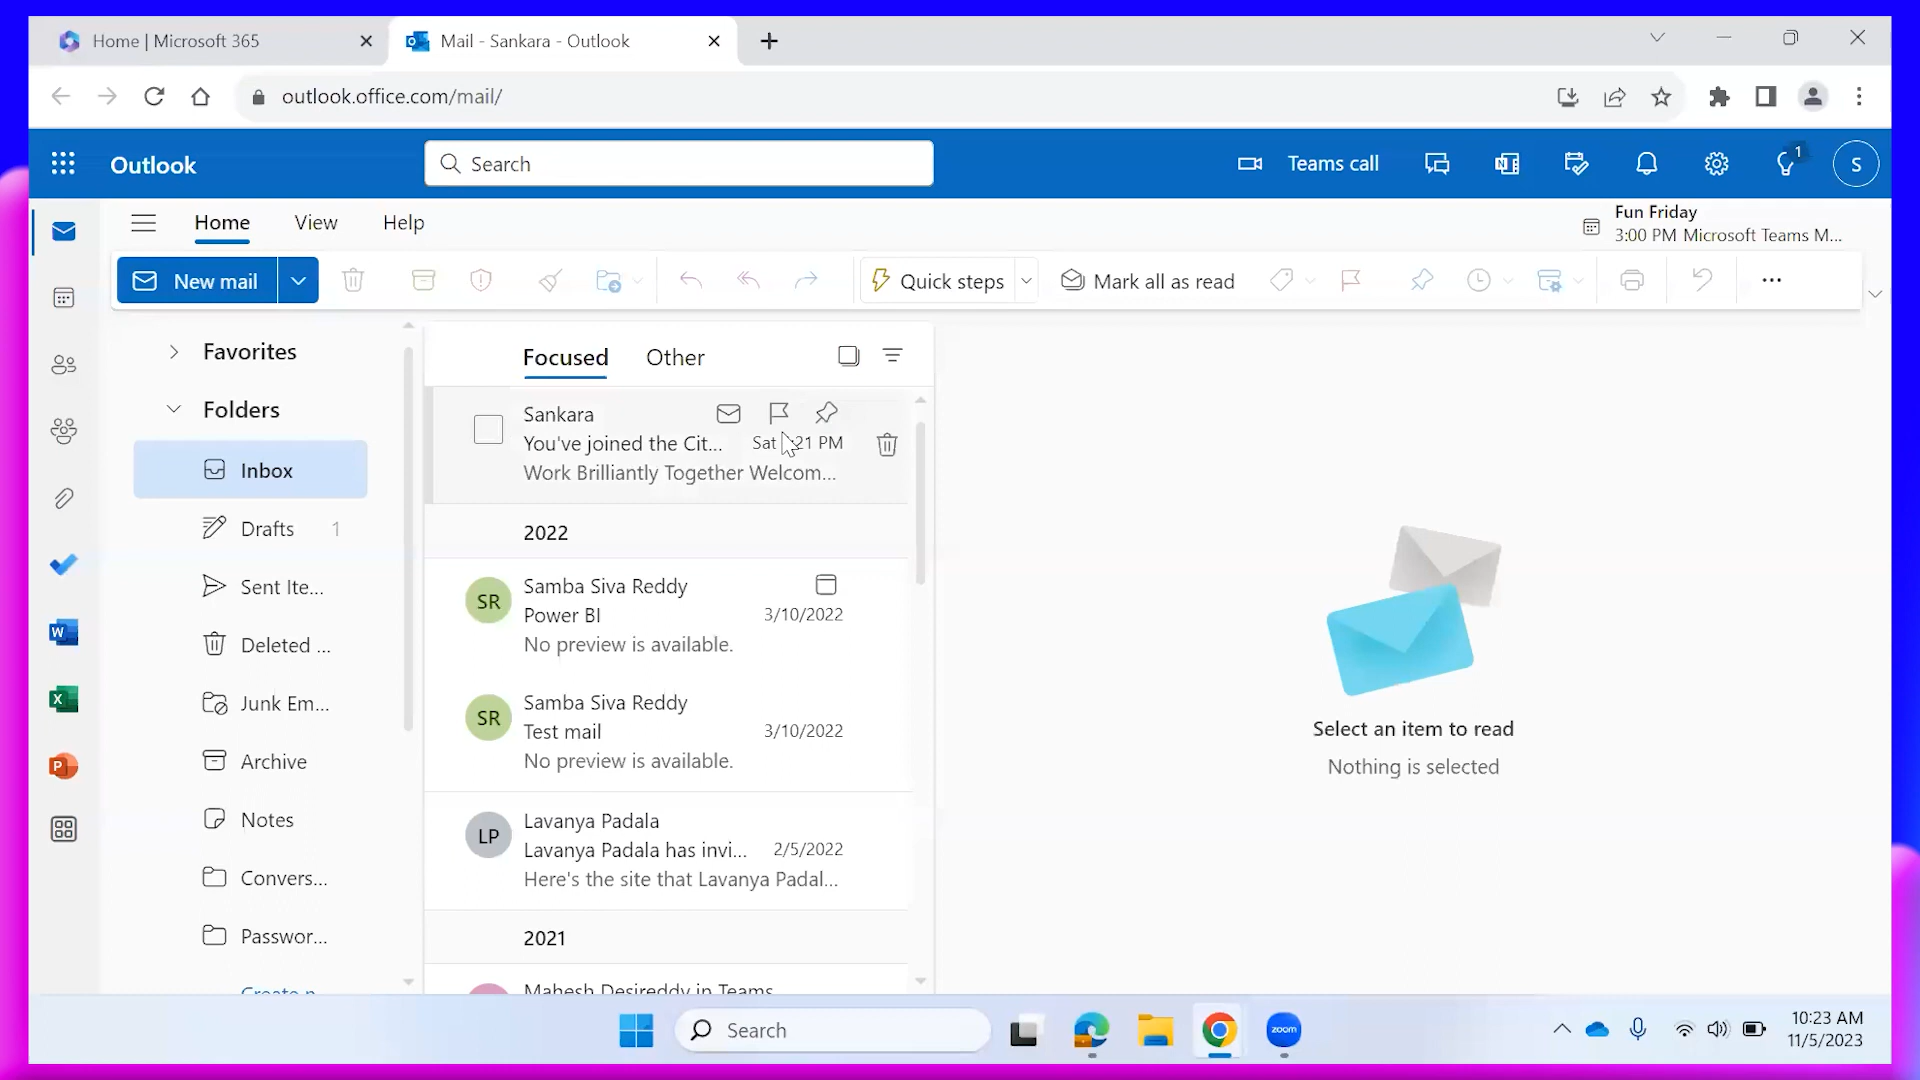 Home | Microsoft 365
Mail - Sankara - Outlook
outlook.office.com/mail/
Outlook
Search
Teams call
1
S
Home
View
Help
Fun Friday
3:00 PM Microsoft Teams M...
New mail
Quick steps
Mark all as read
Favorites
Folders
Inbox
Drafts 1
Sent Ite...
Deleted ...
Junk Em...
Archive
Notes
Convers...
Passwor...
Focused
Other
Sankara
You've joined the Cit...
Sat 21 PM
Work Brilliantly Together Welcom...
2022
SR
Samba Siva Reddy
Power BI
3/10/2022
No preview is available.
SR
Samba Siva Reddy
Test mail
3/10/2022
No preview is available.
LP
Lavanya Padala
Lavanya Padala has invi...
2/5/2022
Here's the site that Lavanya Padal...
2021
Mahesh Desireddy in Teams
Select an item to read
Nothing is selected
W
X
P
Search
zoom
10:23 AM
11/5/2023